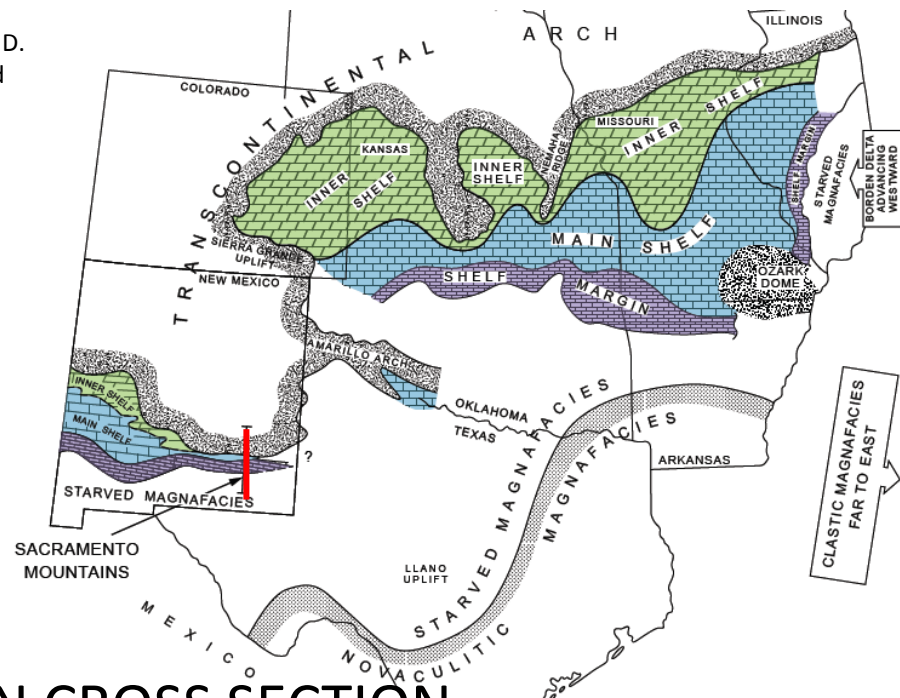 D.
d
ARCH
ILLINOIS
TRANSCONTINENTAL
COLORADO
KANSAS
INNER SHELF
INNER
SHELF
NEMAHA
RIDGE
MISSOURI
INNER SHELF
SHELF MARGIN
STARVED
MAGNAFACIES
BORDEN DELTA
ADVANCING
WESTWARD
SIERRA GRANDE
UPLIFT
NEW MEXICO
MAIN SHELF
SHELF MARGIN
OZARK
DOME
AMARILLO ARCH
INNER SHELF
MAIN SHELF
OKLAHOMA
TEXAS
?
ARKANSAS
STARVED MAGNAFACIES
SACRAMENTO
MOUNTAINS
CLASTIC MAGNAFACIES
FAR TO EAST
LLANO
UPLIFT
STARVED MAGNAFACIES
NOVACULITIC MAGNAFACIES
MEXICO
N CROSS SECTION